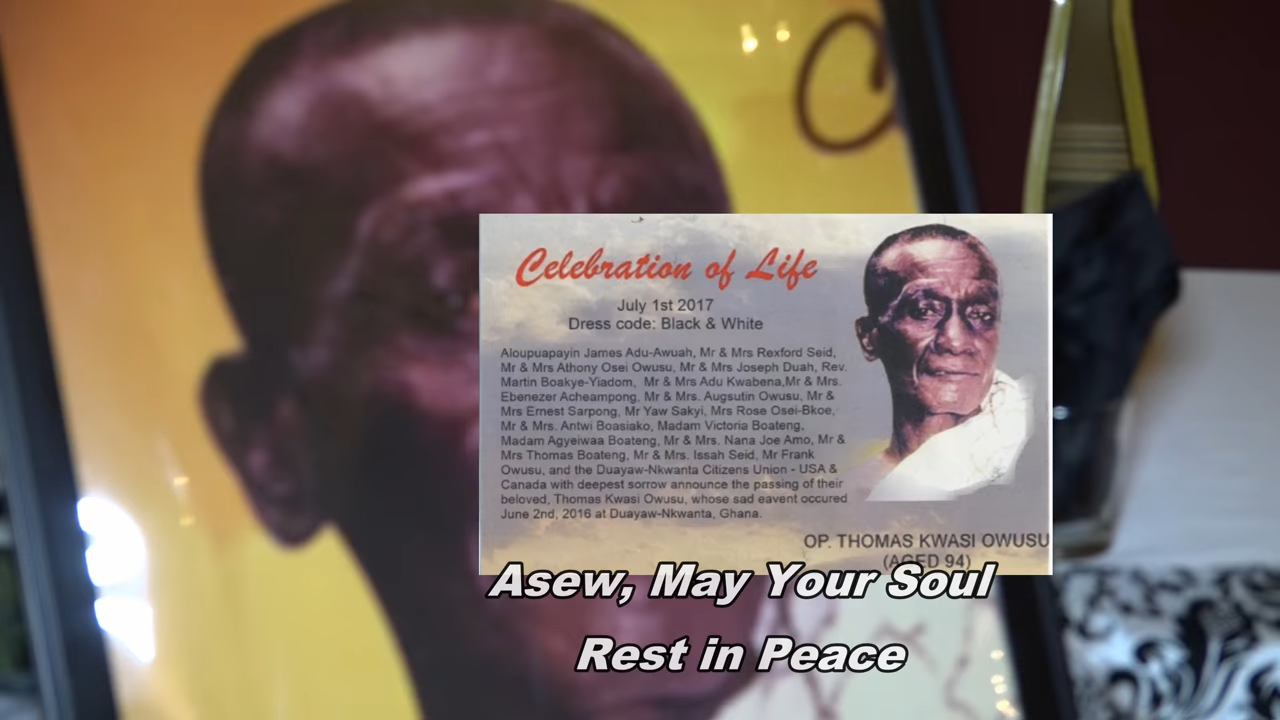 C
Celebration of Life
July 1st 2017
Dress code: Black & White
Aloupuapayin James Adu-Awuah, Mr & Mrs Rexford Seid,
Mr & Mrs Athony Osei Owusu, Mr & Mrs Joseph Duah, Rev.
Martin Boakye-Yiadom, Mr & Mrs Adu Kwabena,Mr & Mrs.
Ebenezer Acheampong, Mr & Mrs. Augsutin Owusu, Mr &
Mrs Ernest Sarpong, Mr Yaw Sakyi, Mrs Rose Osei-Bkoe,
Mr & Mrs. Antwi Boasiako, Madam Victoria Boateng,
Madam Agyeiwaa Boateng, Mr & Mrs. Nana Joe Amo, Mr &
Mrs Thomas Boateng, Mr & Mrs. Issah Seid, Mr Frank
Owusu, and the Duayaw-Nkwanta Citizens Union - USA &
Canada with deepest sorrow announce the passing of their
beloved, Thomas Kwasi Owusu, whose sad eavent occured
June 2nd, 2016 at Duayaw-Nkwanta, Ghana.
OP. THOMAS KWASI OWUSU
(AGED 94)
Asew, May Your Soul
Rest in Peace